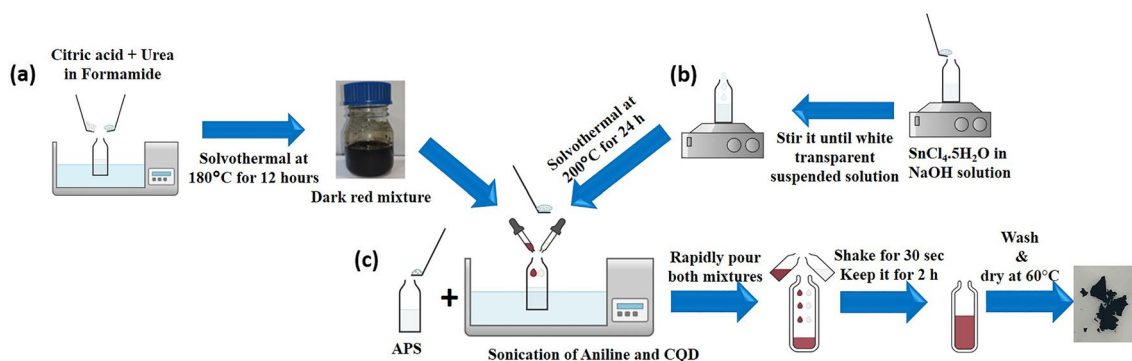 (a)
Citric acid + Urea
in Formamide
Solvothermal at
180°C for 12 hours
Dark red mixture
Solvothermal at
200°C for 24 h
(b)
Stir it until white
transparent
suspended solution
SnCl₄.5H₂O in
NaOH solution
(c)
APS
+
Sonication of Aniline and CQD
Rapidly pour
both mixtures
Shake for 30 sec
Keep it for 2 h
Wash
&
dry at 60°C